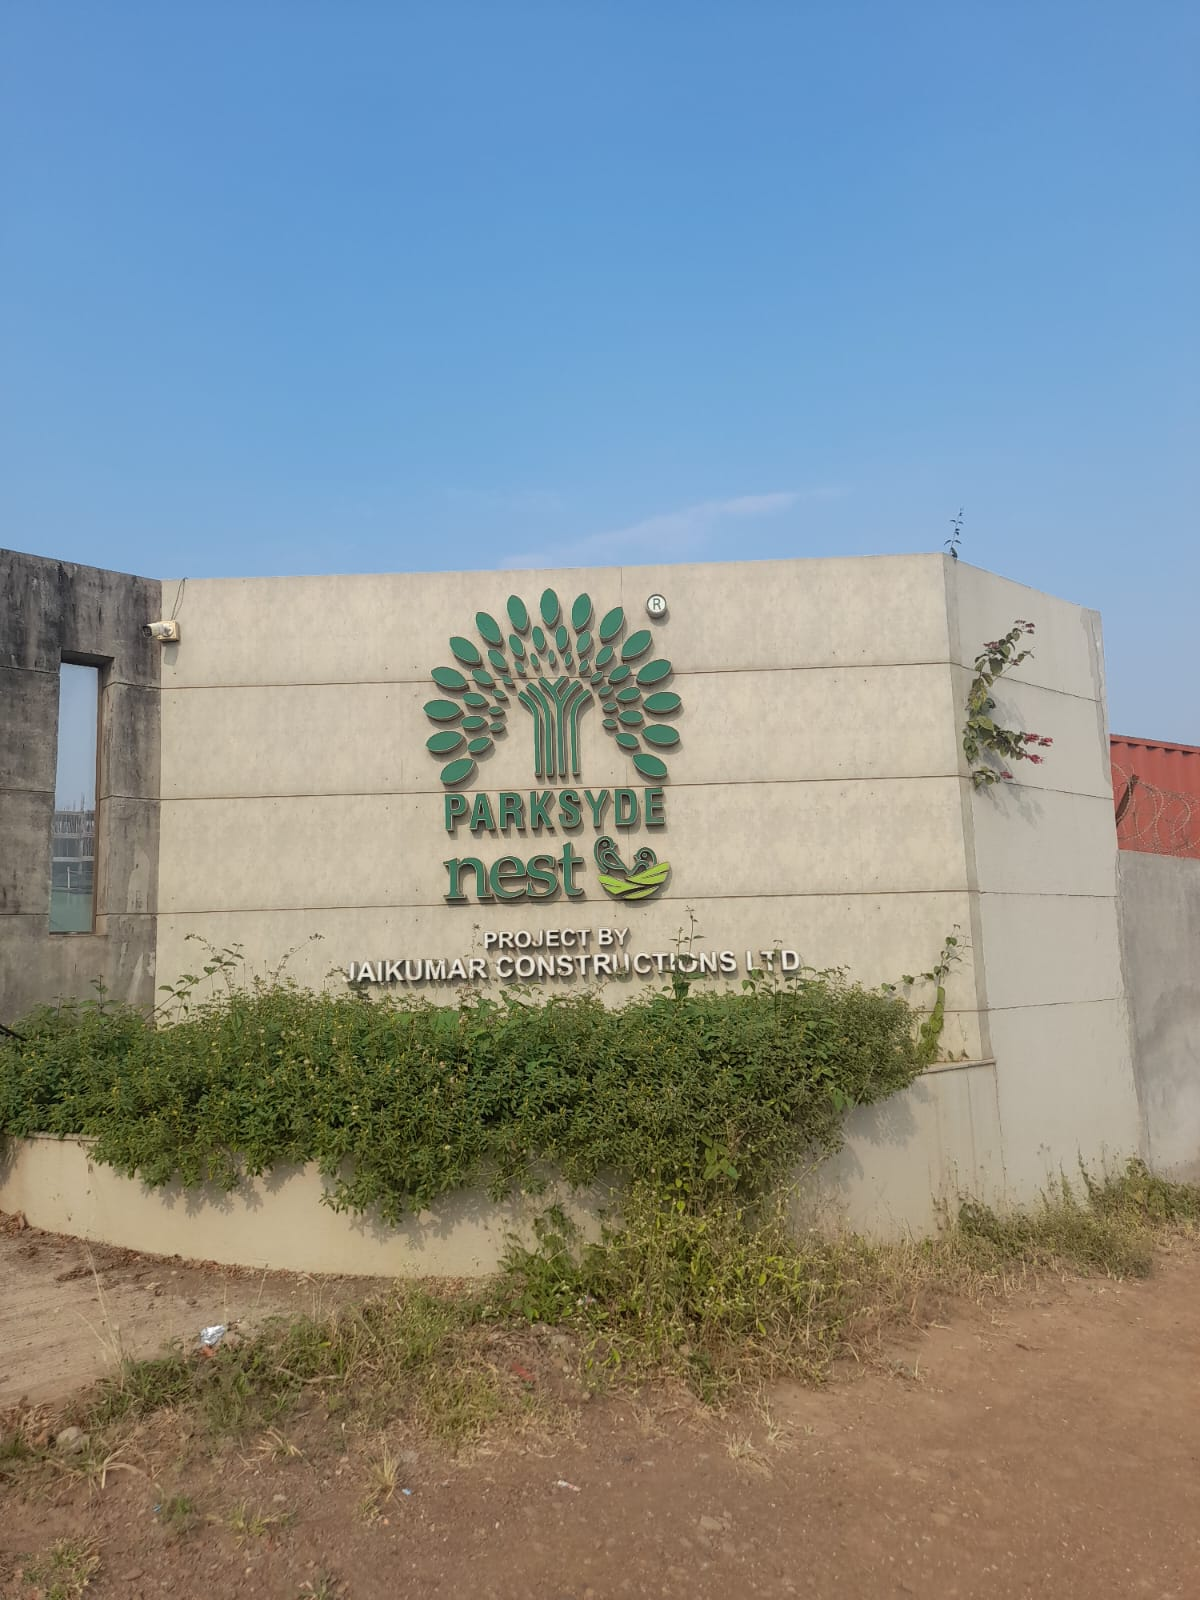 ®
PARKSYDE
nest
PROJECT BY
JAIKUMAR CONSTRUCTIONS LTD